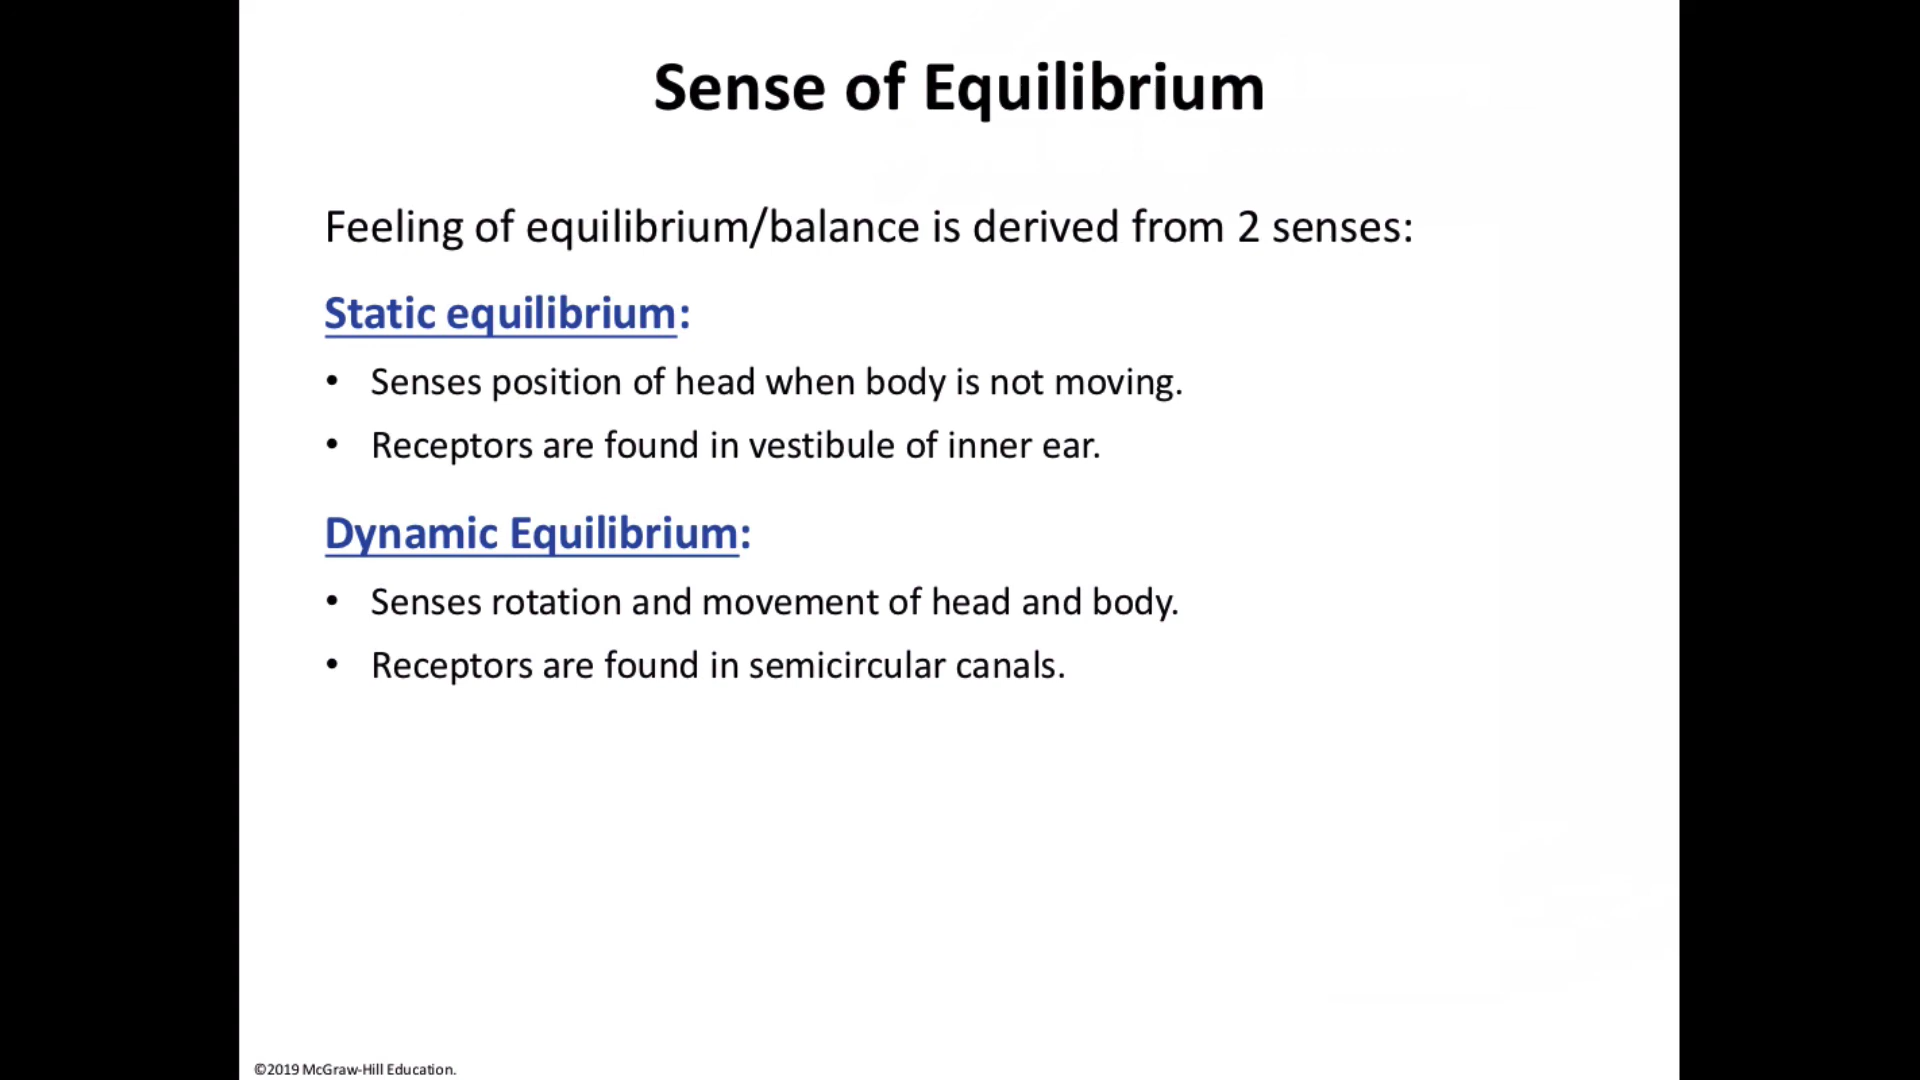 Sense of Equilibrium
Feeling of equilibrium/balance is derived from 2 senses:
Static equilibrium:
• Senses position of head when body is not moving.
• Receptors are found in vestibule of inner ear.
Dynamic Equilibrium:
• Senses rotation and movement of head and body.
• Receptors are found in semicircular canals.
©2019 McGraw-Hill Education.